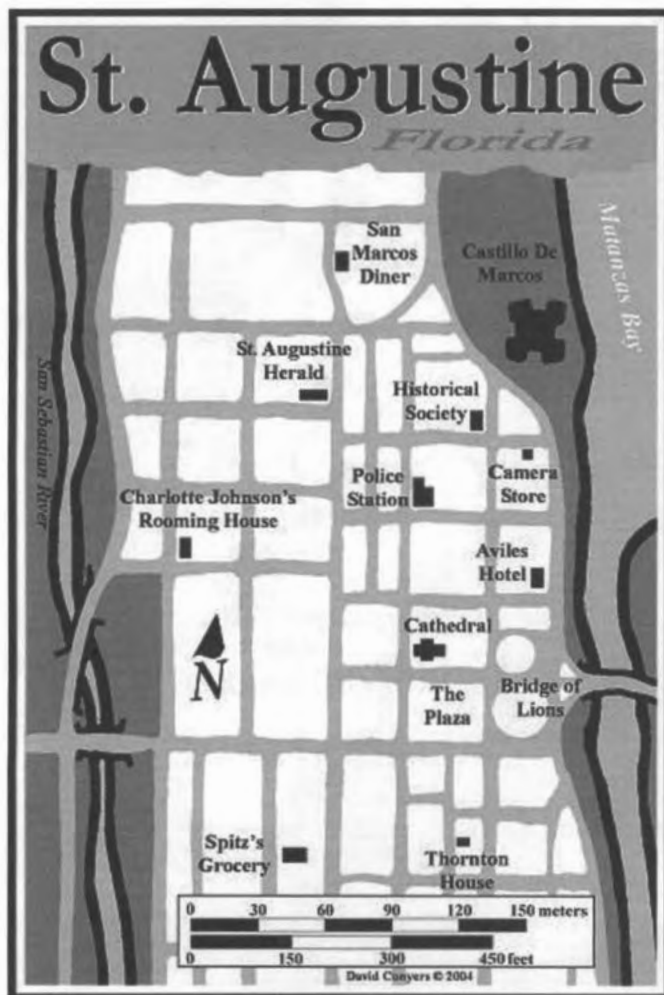 St. Augustine
Florida
San
Marcos
Diner
Castillo De
Marcos
Matanzas Bay
St. Augustine
Herald
Historical
Society
San Sebastian River
Police
Station
Camera
Store
Charlotte Johnson's
Rooming House
Aviles
Hotel
Cathedral
N
The
Plaza
Bridge of
Lions
Spitz's
Grocery
Thornton
House
0 30 60 90 120 150 meters
0 150 300 450 feet
David Conyers © 2004